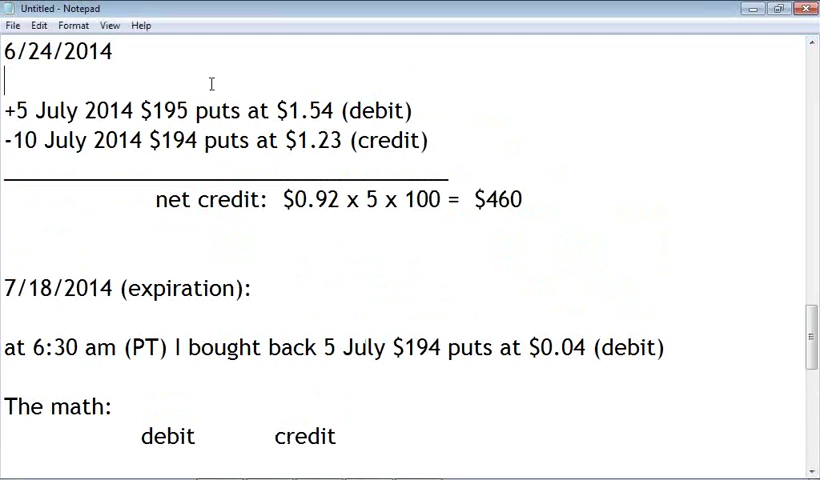 Untitled - Notepad
File Edit Format View Help
6/24/2014
+5 July 2014 $195 puts at $1.54 (debit)
-10 July 2014 $194 puts at $1.23 (credit)
net credit: $0.92 x 5 x 100 = $460
7/18/2014 (expiration):
at 6:30 am (PT) I bought back 5 July $194 puts at $0.04 (debit)
The math:
debit credit